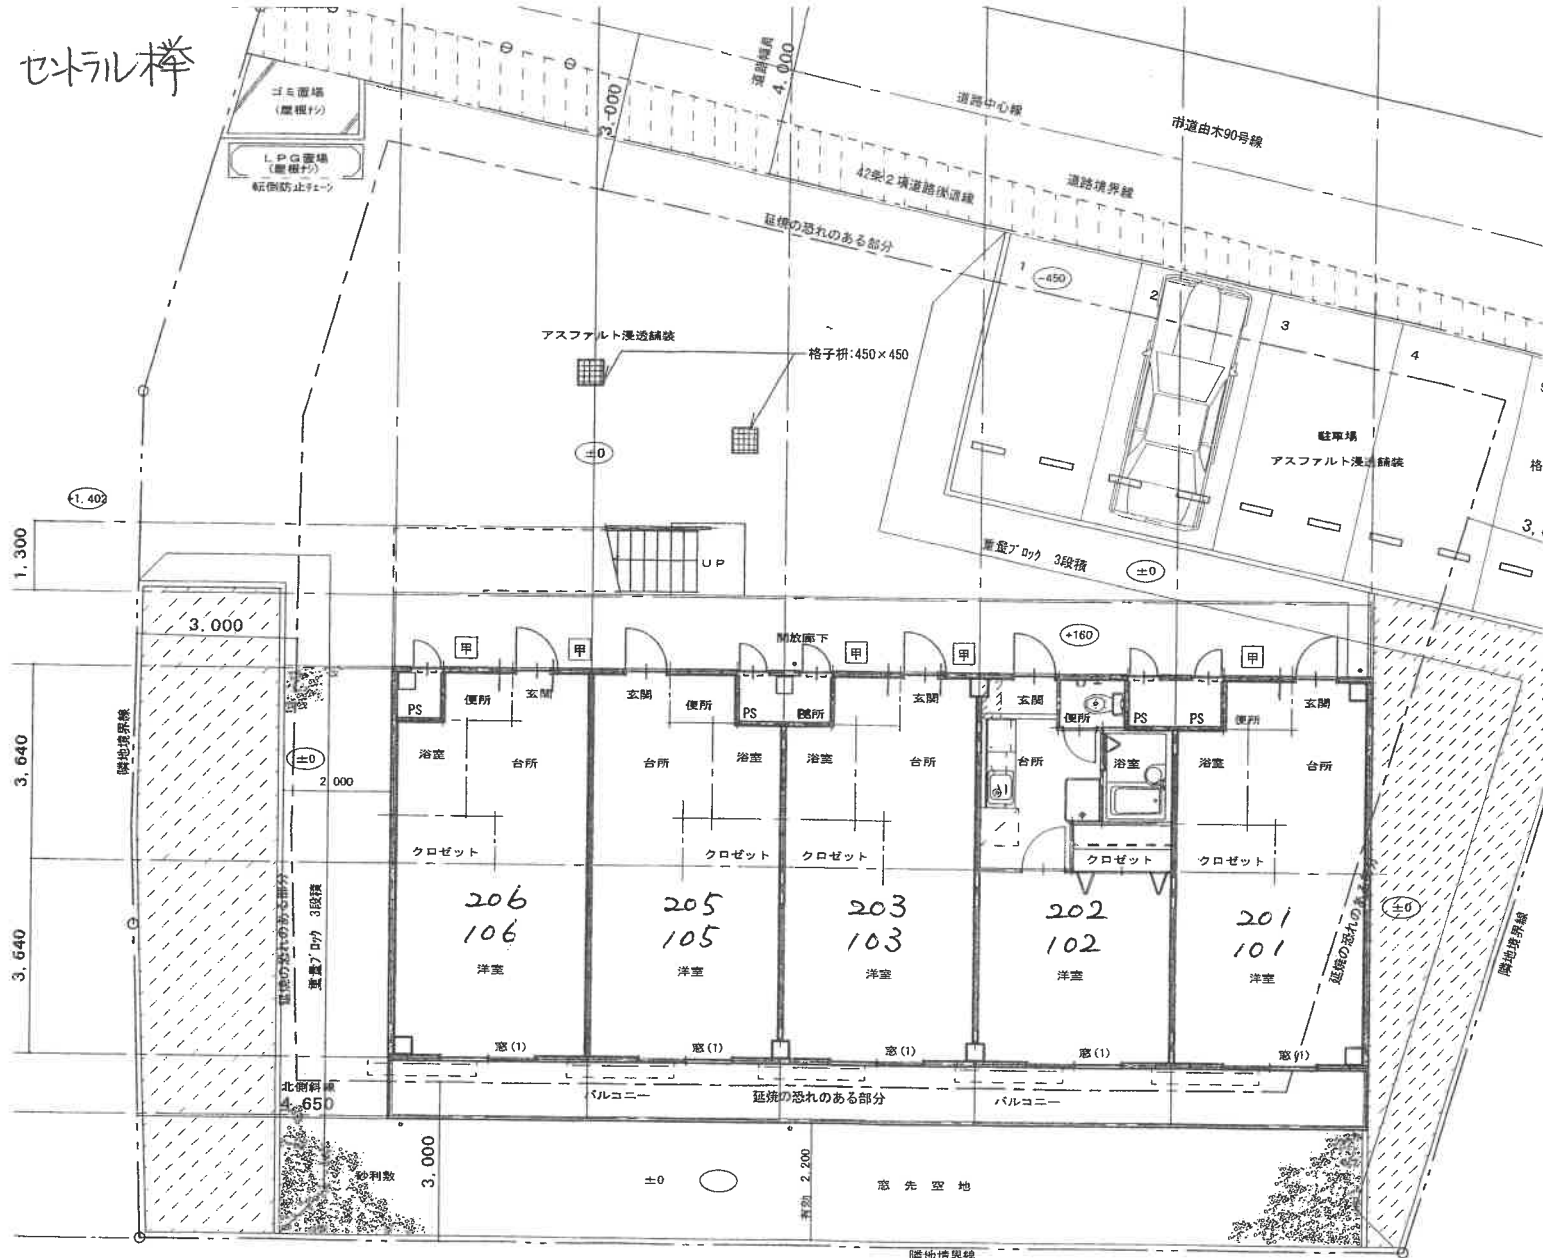 セントラル欅
ゴミ置場
(屋根ナシ)
LPG置場
(屋根ナシ)
転倒防止チェーン
3.000
道路幅員
4.000
道路中心線
市道由木90号線
42条2項道路後退線
道路境界線
延焼の恐れのある部分
1
-450
2
3
4
アスファルト浸透舗装
格子枡:450×450
駐車場
アスファルト浸透舗装
格
3,
±0
+1.402
1.300
UP
重量ブロック 3段積
±0
3.000
開放廊下
+160
甲
甲
甲
甲
甲
便所
玄関
玄関
便所
玄関
玄関
便所
便所
玄関
PS
PS
PS
PS
隣地境界線
3,640
±0
2.000
浴室
台所
台所
浴室
浴室
台所
台所
浴室
浴室
台所
クロゼット
クロゼット
クロゼット
クロゼット
クロゼット
206
205
203
202
201
106
105
103
102
101
洋室
洋室
洋室
洋室
洋室
3,640
延焼の恐れのある部分
重量ブロック 3段積
延焼の恐れのある部分
±0
隣地境界線
窓(1)
窓(1)
窓(1)
窓(1)
窓(1)
北側斜線
4.650
バルコニー
延焼の恐れのある部分
バルコニー
砂利敷
3,000
±0
有効 2,200
窓先空地
隣地境界線